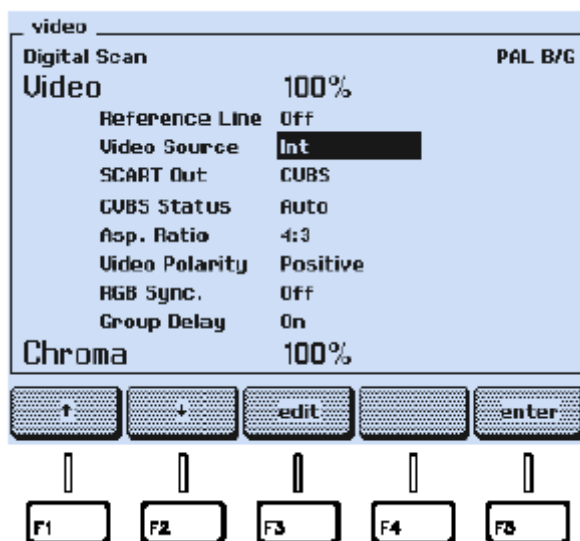 video
Digital Scan PAL B/G
Video 100%
Reference Line Off
Video Source Int
SCART Out CVBS
CVBS Status Auto
Asp. Ratio 4:3
Video Polarity Positive
RGB Sync. Off
Group Delay On
Chroma 100%
↑ ↓ edit enter
F1 F2 F3 F4 F5